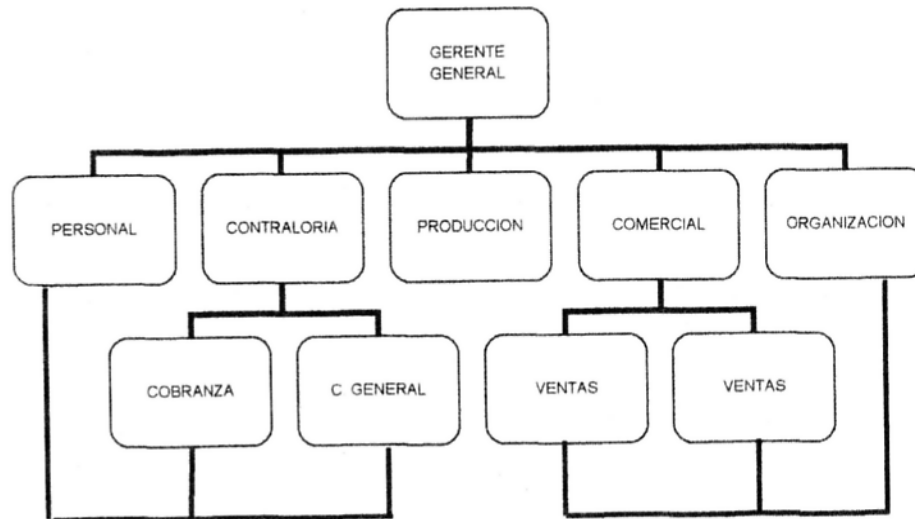 GERENTE
GENERAL
PERSONAL
CONTRALORIA
PRODUCCION
COMERCIAL
ORGANIZACION
COBRANZA
C GENERAL
VENTAS
VENTAS